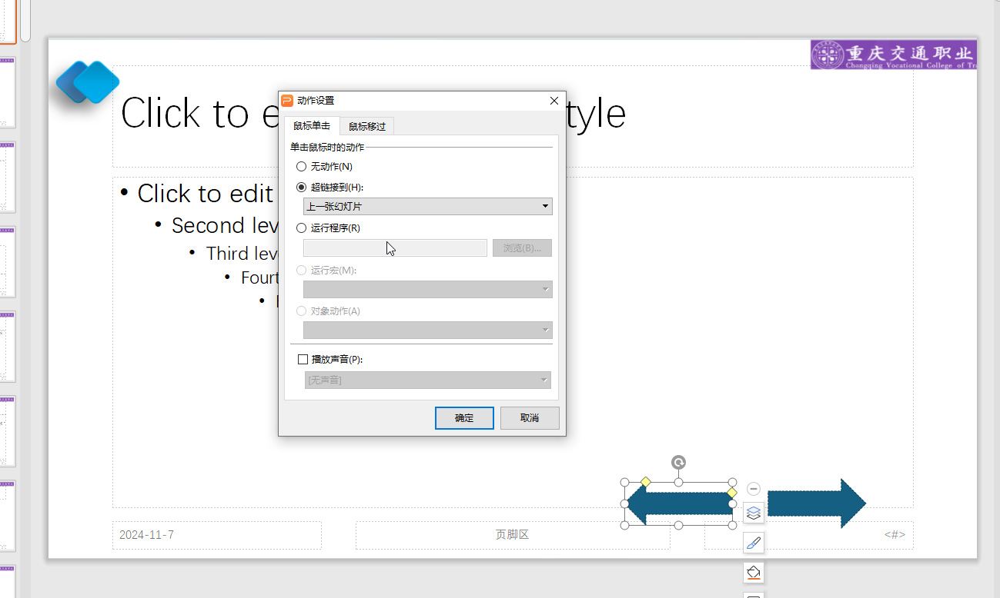 重庆交通职业
Chongqing Vocational College of Tra
Click to e
tyle
动作设置
鼠标单击
鼠标移过
单击鼠标时的动作
无动作(N)
超链接到(H):
上一张幻灯片
运行程序(R)
浏览(B)...
运行宏(M):
对象动作(A)
播放声音(P):
[无声音]
确定
取消
• Click to edit
• Second lev
• Third lev
• Fourt
2024-11-7
页脚区
<#>